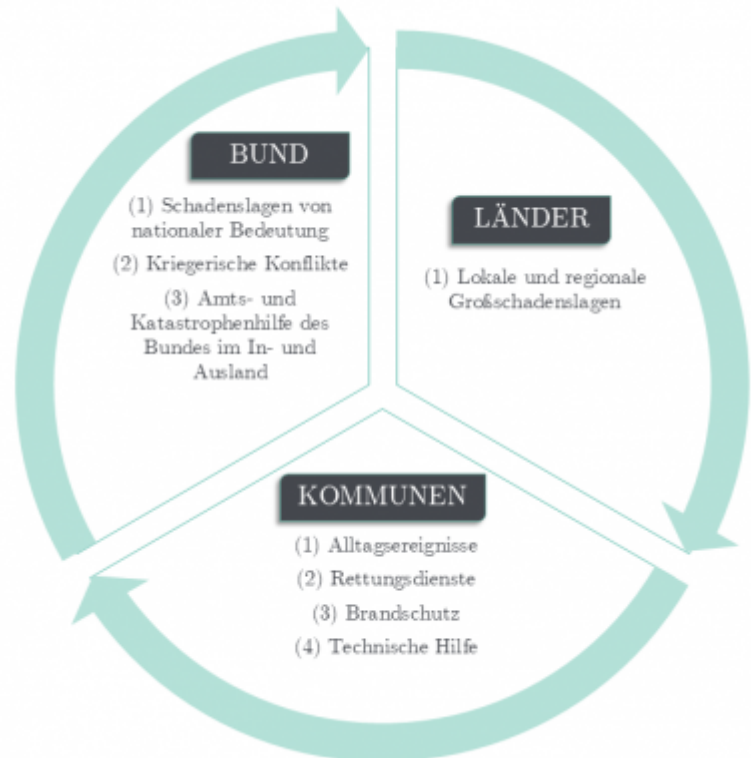 BUND
(1) Schadenslagen von
nationaler Bedeutung
(2) Kriegerische Konflikte
(3) Amts- und
Katastrophenhilfe des
Bundes im In- und
Ausland
LÄNDER
(1) Lokale und regionale
Großschadenslagen
KOMMUNEN
(1) Alltagsereignisse
(2) Rettungsdienste
(3) Brandschutz
(4) Technische Hilfe